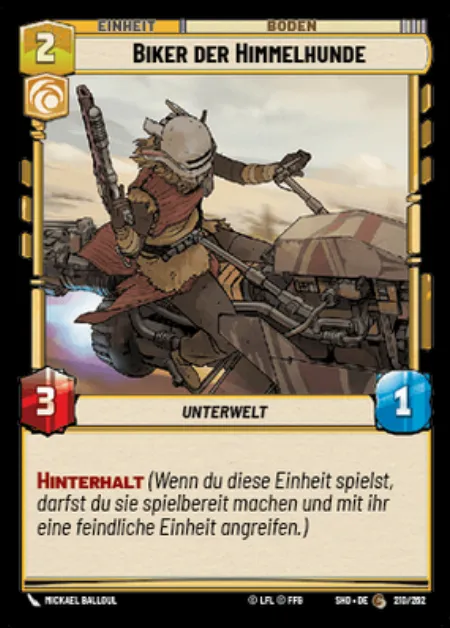 EINHEIT BODEN
2 BIKER DER HIMMELHUNDE
3 UNTERWELT 1
HINTERHALT (Wenn du diese Einheit spielst,
darfst du sie spielbereit machen und mit ihr
eine feindliche Einheit angreifen.)
MICKAEL BALLOUL © LFL © FFG SHD • DE C 210/262